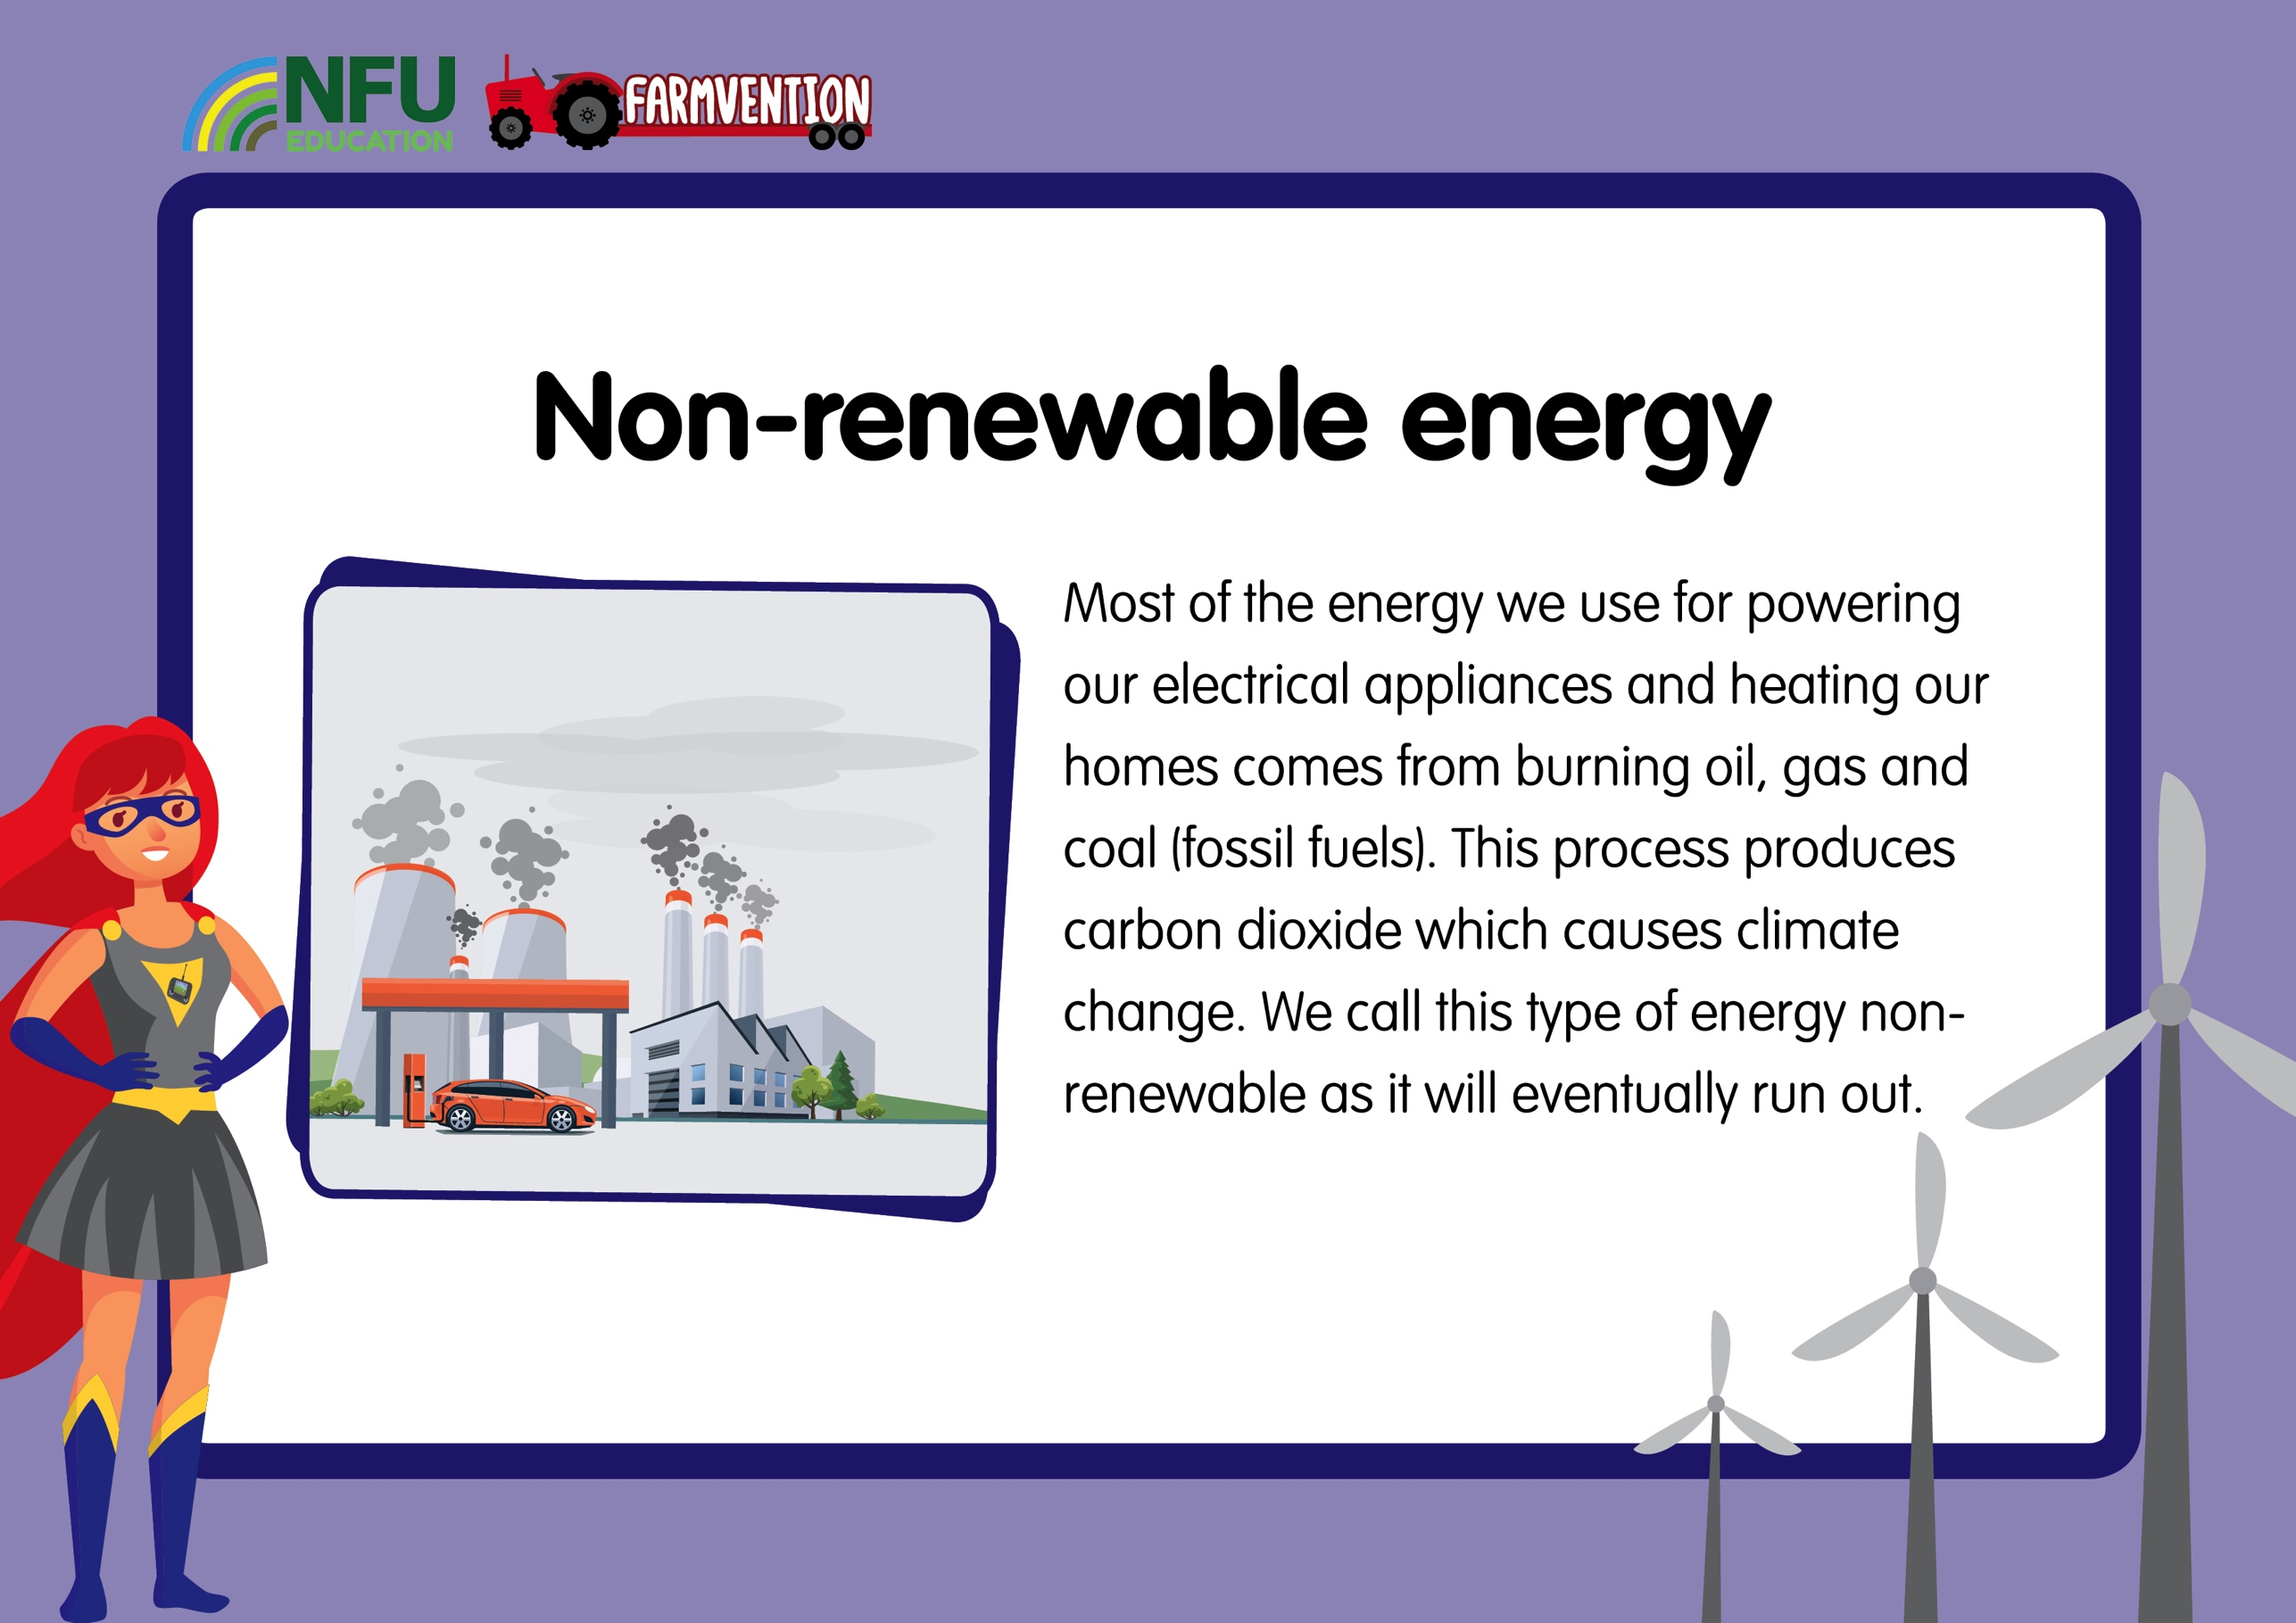 NFU
EDUCATION
FARMVENTION
Non-renewable energy
Most of the energy we use for powering
our electrical appliances and heating our
homes comes from burning oil, gas and
coal (fossil fuels). This process produces
carbon dioxide which causes climate
change. We call this type of energy non-
renewable as it will eventually run out.